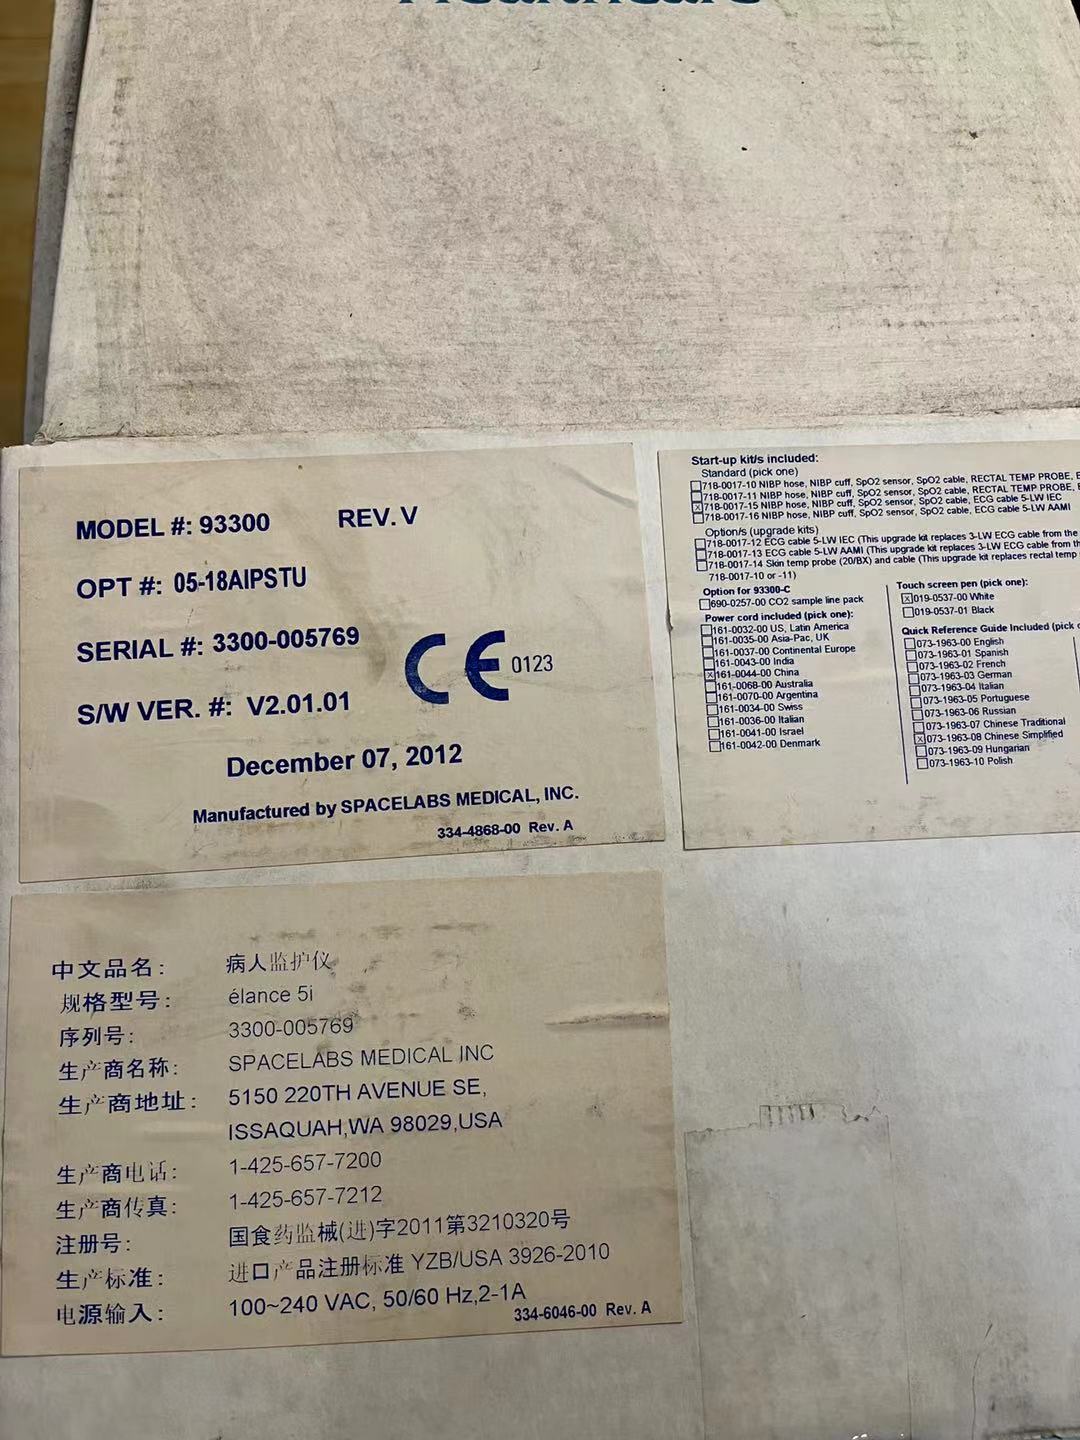 Healthcare
MODEL #: 93300 REV. V
OPT #: 05-18AIPSTU
SERIAL #: 3300-005769
CE 0123
S/W VER. #: V2.01.01
December 07, 2012
Manufactured by SPACELABS MEDICAL, INC.
334-4868-00 Rev. A
Start-up kit/s included:
Standard (pick one)
718-0017-10 NIBP hose, NIBP cuff, SpO2 sensor, SpO2 cable, RECTAL TEMP PROBE,
718-0017-11 NIBP hose, NIBP cuff, SpO2 sensor, SpO2 cable, RECTAL TEMP PROBE,
x 718-0017-15 NIBP hose, NIBP cuff, SpO2 sensor, SpO2 cable, ECG cable 5-LW IEC
718-0017-16 NIBP hose, NIBP cuff, SpO2 sensor, SpO2 cable, ECG cable 5-LW AAMI
Option/s (upgrade kits)
718-0017-12 ECG cable 5-LW IEC (This upgrade kit replaces 3-LW ECG cable from the
718-0017-13 ECG cable 5-LW AAMI (This upgrade kit replaces 3-LW ECG cable from the
718-0017-14 Skin temp probe (20/BX) and cable (This upgrade kit replaces rectal temp
718-0017-10 or -11)
Option for 93300-C
690-0257-00 CO2 sample line pack
Power cord included (pick one):
161-0032-00 US, Latin America
161-0035-00 Asia-Pac, UK
161-0037-00 Continental Europe
161-0043-00 India
x 161-0044-00 China
161-0068-00 Australia
161-0070-00 Argentina
161-0034-00 Swiss
161-0036-00 Italian
161-0041-00 Israel
161-0042-00 Denmark
Touch screen pen (pick one):
x 019-0537-00 White
019-0537-01 Black
Quick Reference Guide Included (pick
073-1963-00 English
073-1963-01 Spanish
073-1963-02 French
073-1963-03 German
073-1963-04 Italian
073-1963-05 Portuguese
073-1963-06 Russian
073-1963-07 Chinese Traditional
x 073-1963-08 Chinese Simplified
073-1963-09 Hungarian
073-1963-10 Polish
中文品名: 病人监护仪
规格型号: élance 5i
序列号: 3300-005769
生产商名称: SPACELABS MEDICAL INC
生产商地址: 5150 220TH AVENUE SE,
ISSAQUAH,WA 98029,USA
生产商电话: 1-425-657-7200
生产商传真: 1-425-657-7212
注册号: 国食药监械(进)字2011第3210320号
生产标准: 进口产品注册标准 YZB/USA 3926-2010
电源输入: 100~240 VAC, 50/60 Hz,2-1A
334-6046-00 Rev. A